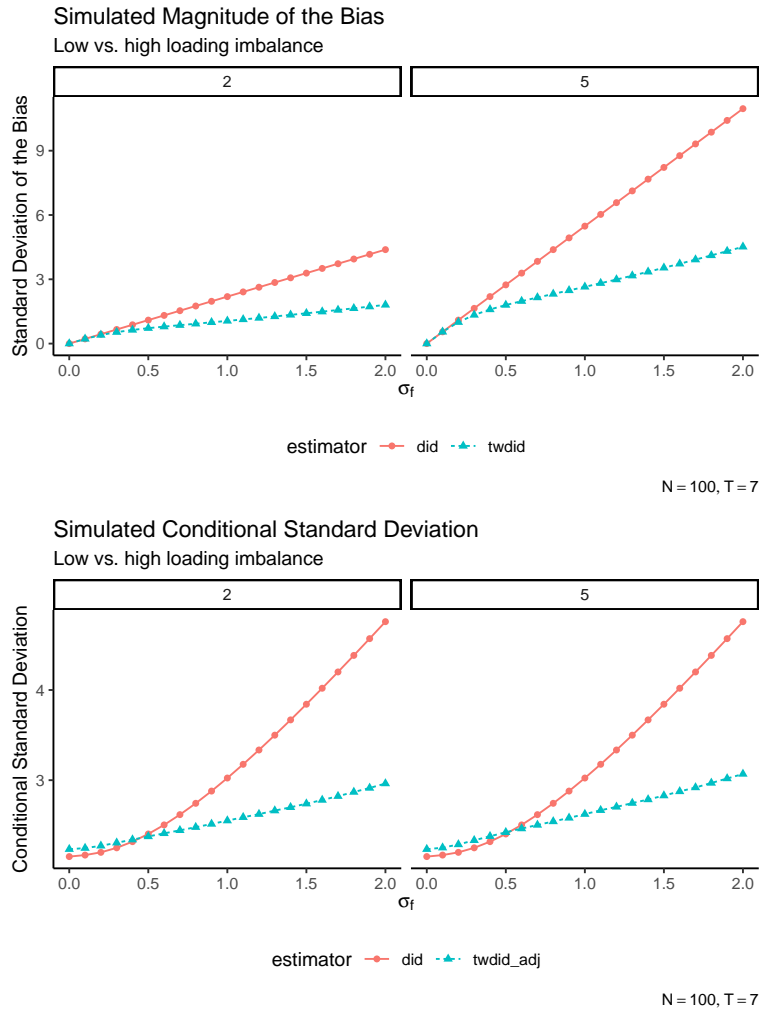 Simulated Magnitude of the Bias
Low vs. high loading imbalance
2 5
Standard Deviation of the Bias
9
6
3
0
0.0 0.5 1.0 1.5 2.0 0.0 0.5 1.0 1.5 2.0
σf
estimator did twdid
N = 100, T = 7
Simulated Conditional Standard Deviation
Low vs. high loading imbalance
2 5
Conditional Standard Deviation
4
3
0.0 0.5 1.0 1.5 2.0 0.0 0.5 1.0 1.5 2.0
σf
estimator did twdid_adj
N = 100, T = 7